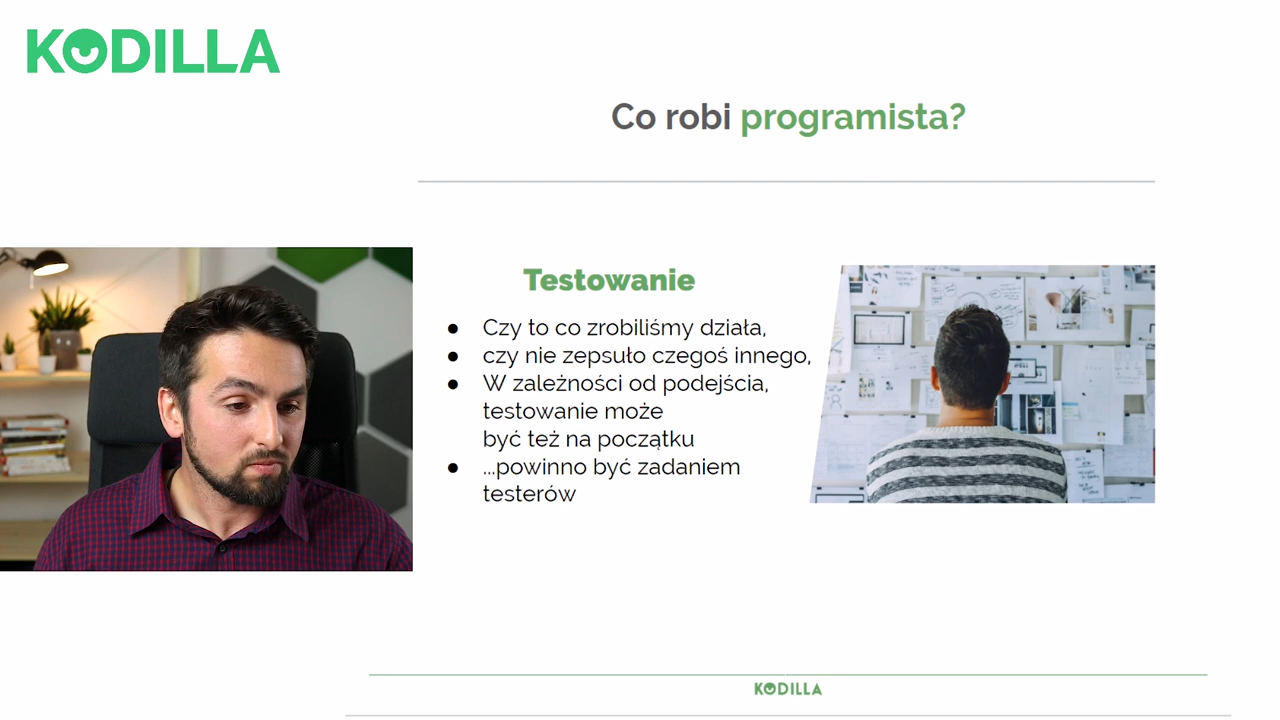 KODILLA
Co robi programista?
Testowanie
● Czy to co zrobiliśmy działa,
● czy nie zepsuło czegoś innego,
● W zależności od podejścia,
testowanie może
być też na początku
● ...powinno być zadaniem
testerów
KODILLA